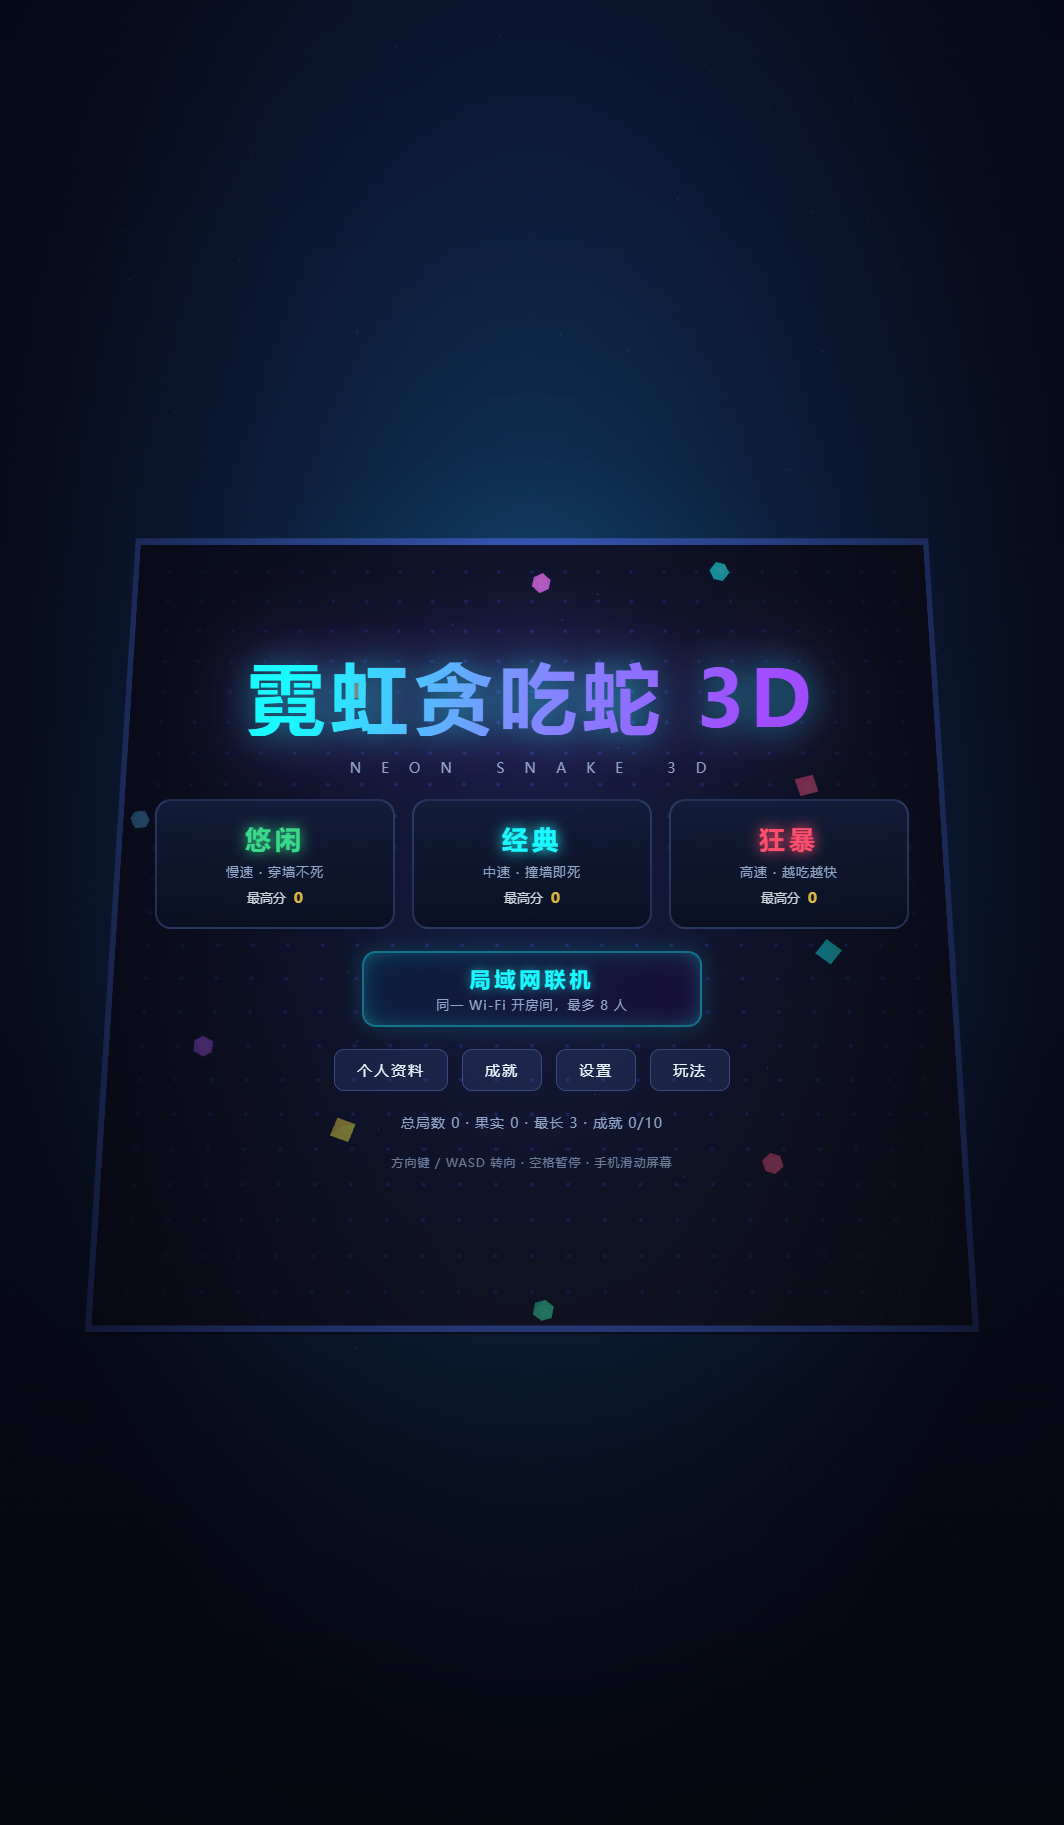 霓虹贪吃蛇 3D
NEON SNAKE 3D
悠闲
慢速 · 穿墙不死
最高分 0
经典
中速 · 撞墙即死
最高分 0
狂暴
高速 · 越吃越快
最高分 0
局域网联机
同一 Wi-Fi 开房间，最多 8 人
个人资料
成就
设置
玩法
总局数 0 · 果实 0 · 最长 3 · 成就 0/10
方向键 / WASD 转向 · 空格暂停 · 手机滑动屏幕